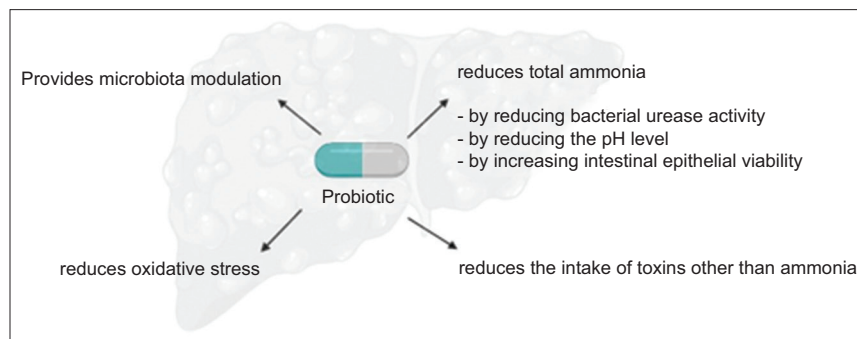 Provides microbiota modulation
reduces total ammonia
- by reducing bacterial urease activity
- by reducing the pH level
- by increasing intestinal epithelial viability
Probiotic
reduces oxidative stress
reduces the intake of toxins other than ammonia